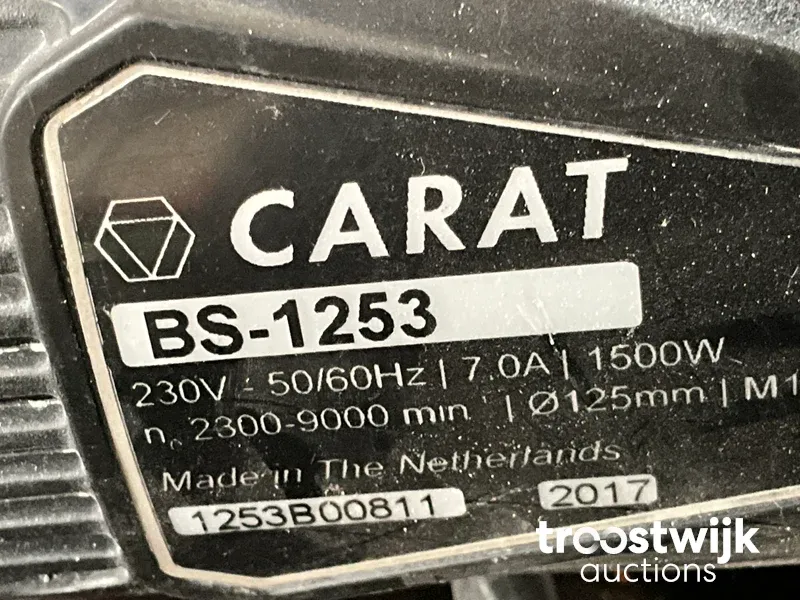 CARAT
BS-1253
230V ~ 50/60Hz | 7.0A | 1500W
n₀ 2300-9000 min | Ø125mm | M1
Made in The Netherlands
1253B00811 2017
troostwijk
auctions